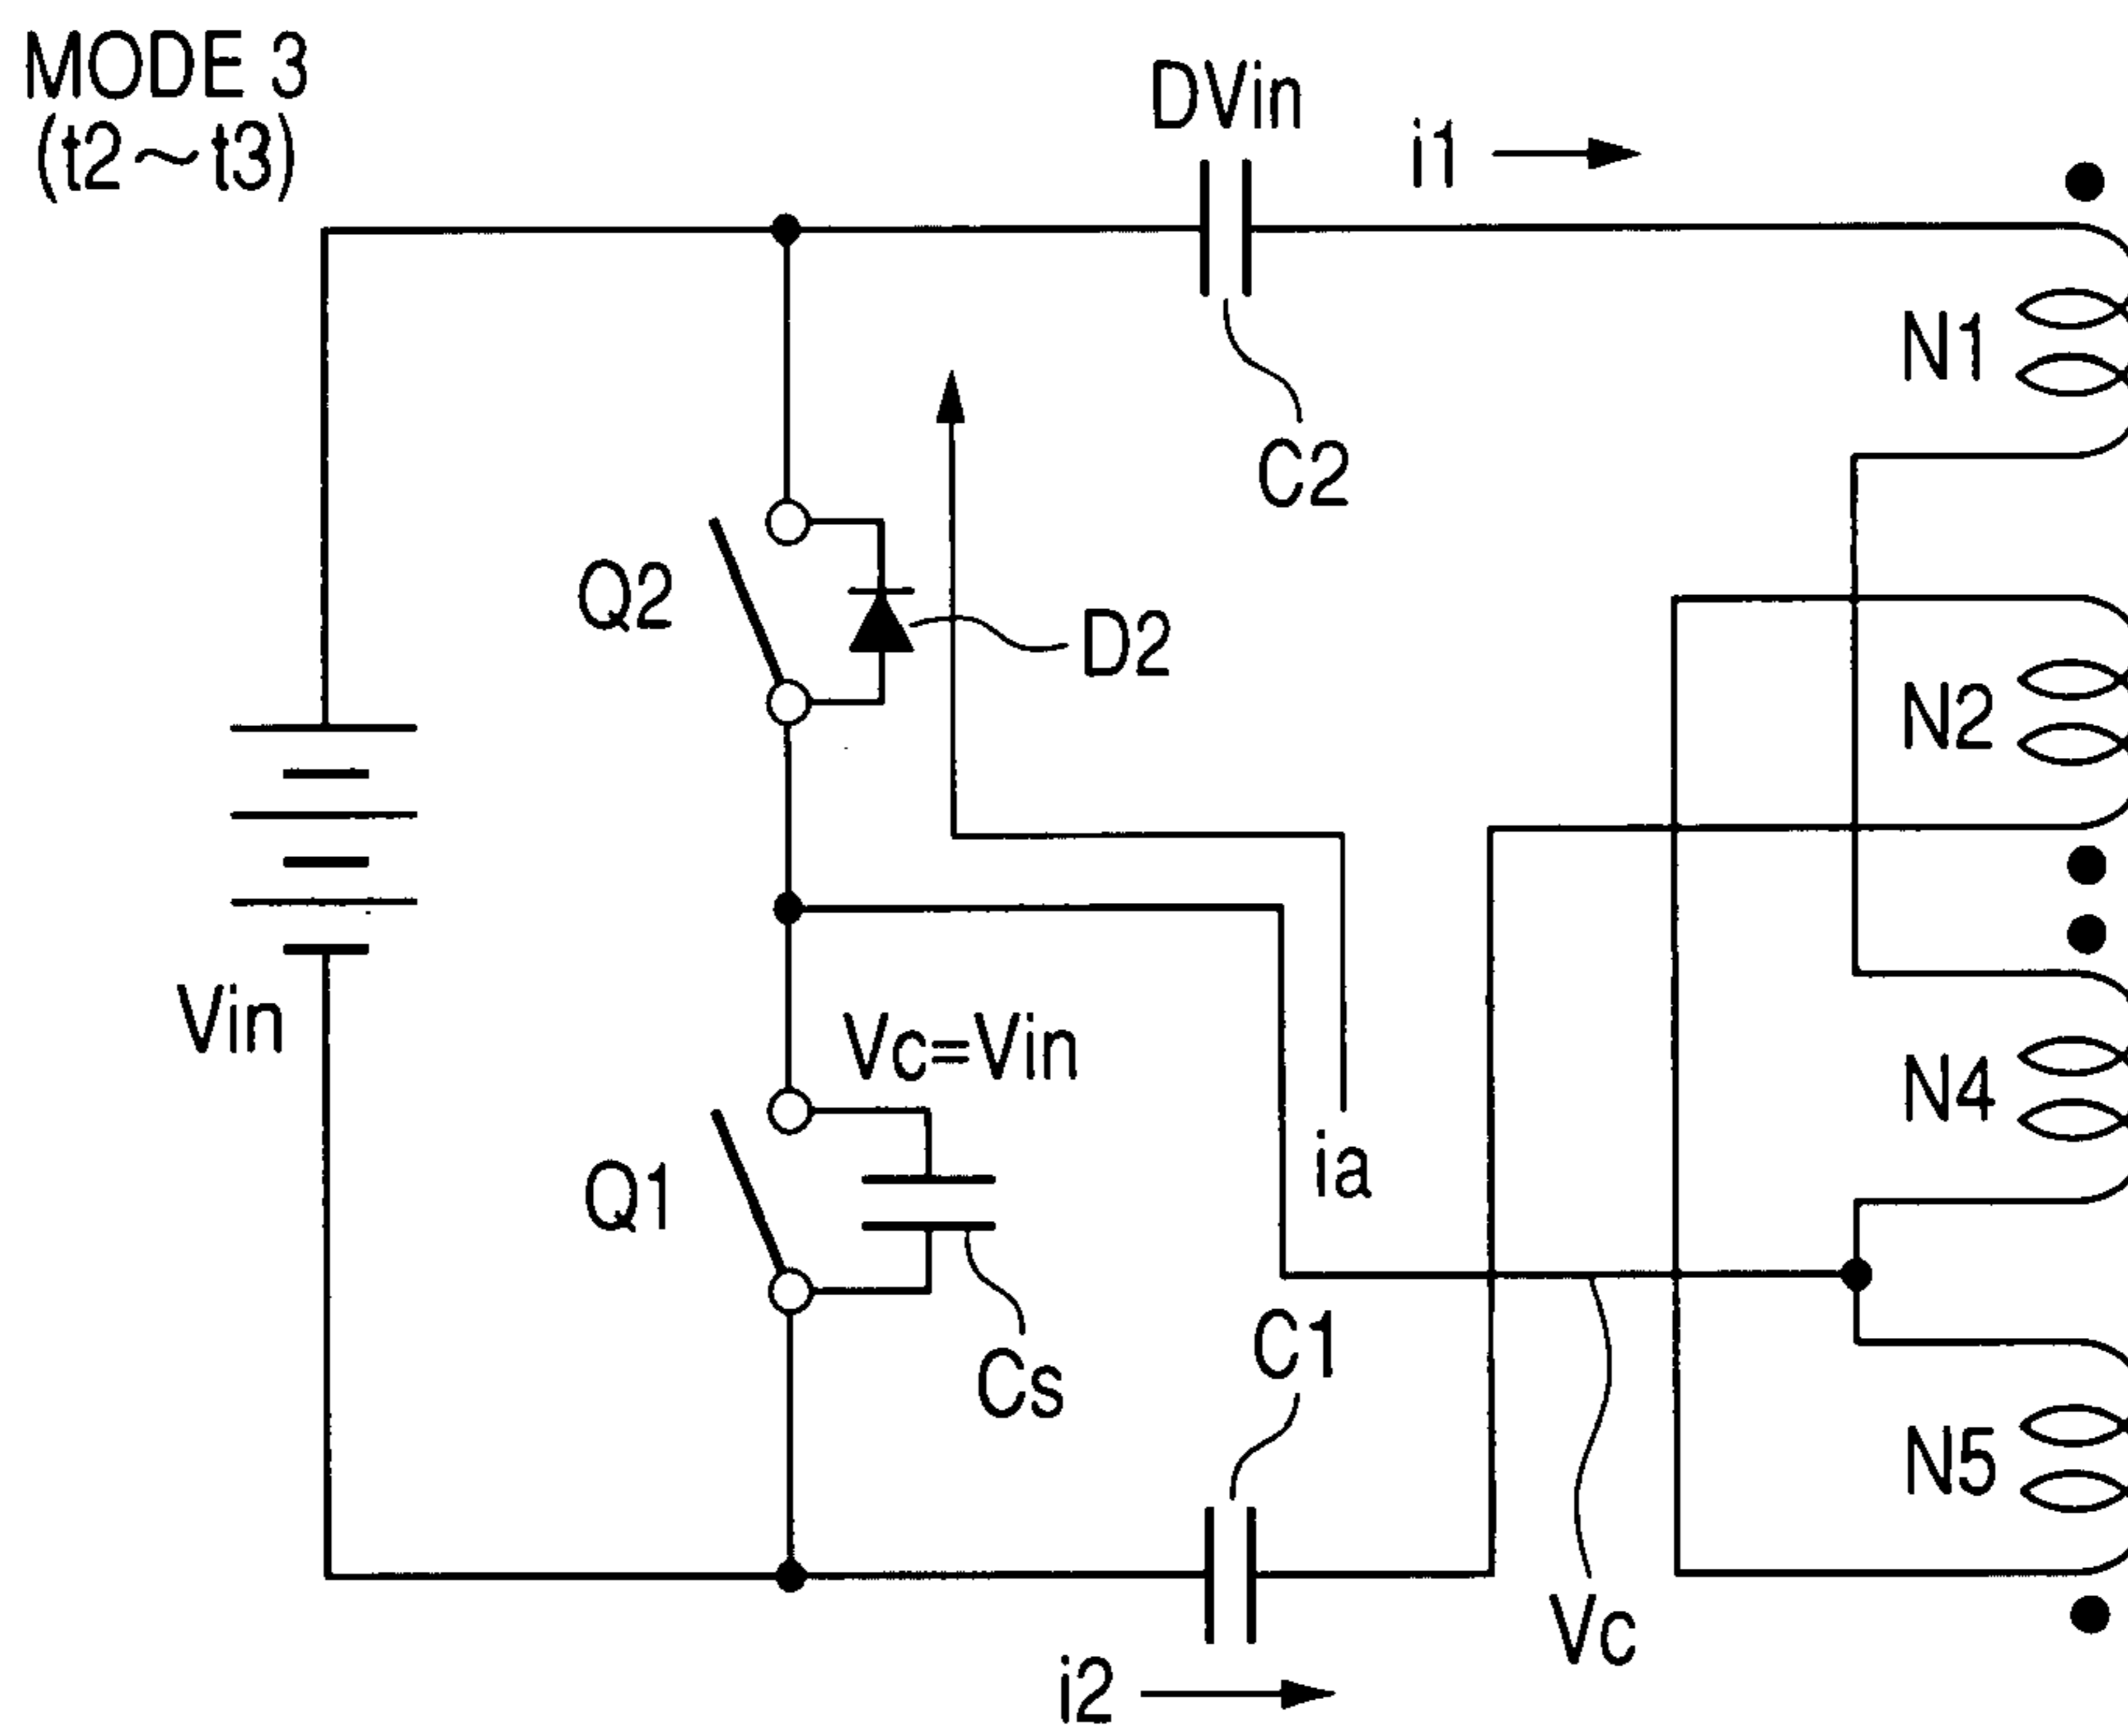 MODE 3
(t2～t3)
DVin
i1
N1
C2
Q2
D2
N2
Vin
Vc=Vin
N4
ia
Q1
C1
Cs
N5
Vc
i2